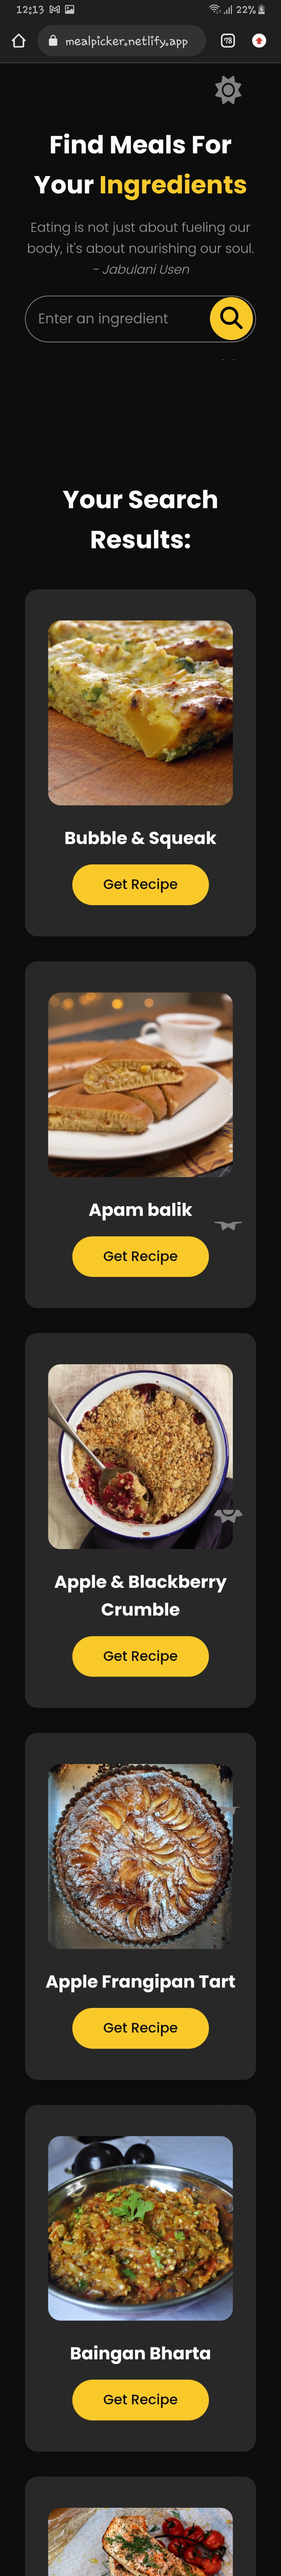 12:13
22%
mealpicker.netlify.app
78
Find Meals For
Your Ingredients
Eating is not just about fueling our
body, it's about nourishing our soul.
- Jabulani Usen
Enter an ingredient
Your Search
Results:
Bubble & Squeak
Get Recipe
Apam balik
Get Recipe
Apple & Blackberry
Crumble
Get Recipe
Apple Frangipan Tart
Get Recipe
Baingan Bharta
Get Recipe